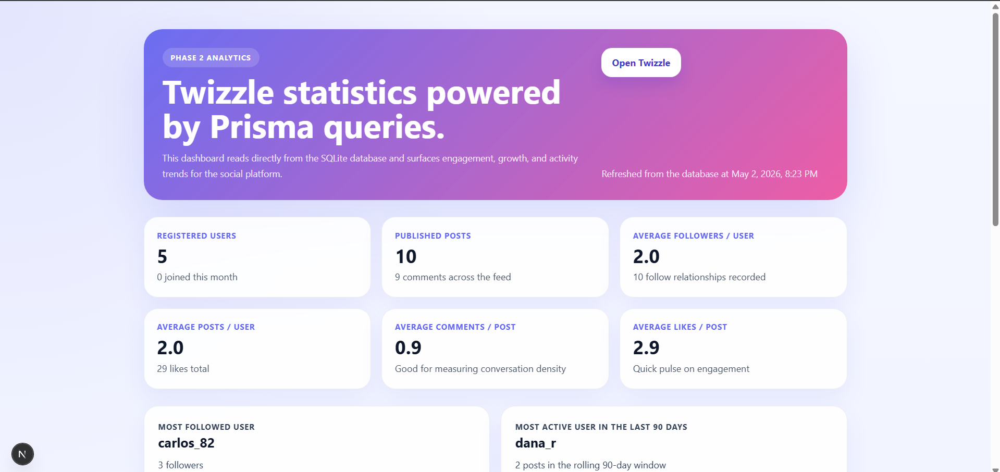 PHASE 2 ANALYTICS
Open Twizzle
Twizzle statistics powered
by Prisma queries.
This dashboard reads directly from the SQLite database and surfaces engagement, growth, and activity
trends for the social platform.
Refreshed from the database at May 2, 2026, 8:23 PM
REGISTERED USERS
5
0 joined this month
PUBLISHED POSTS
10
9 comments across the feed
AVERAGE FOLLOWERS / USER
2.0
10 follow relationships recorded
AVERAGE POSTS / USER
2.0
29 likes total
AVERAGE COMMENTS / POST
0.9
Good for measuring conversation density
AVERAGE LIKES / POST
2.9
Quick pulse on engagement
MOST FOLLOWED USER
carlos_82
3 followers
MOST ACTIVE USER IN THE LAST 90 DAYS
dana_r
2 posts in the rolling 90-day window
N